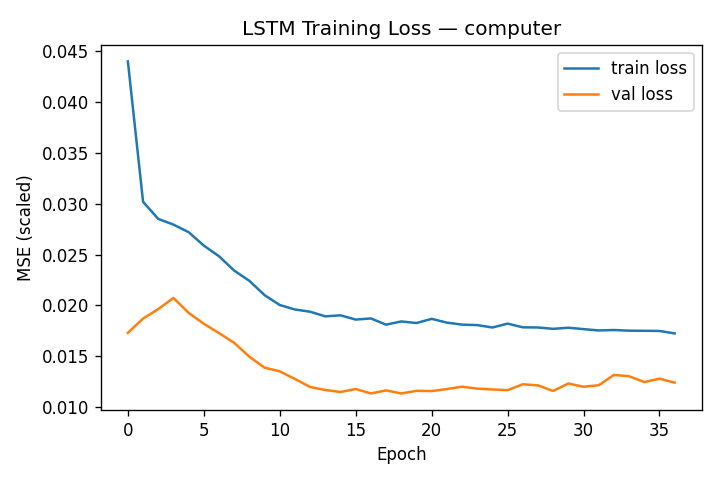 LSTM Training Loss — computer
train loss
val loss
MSE (scaled)
0.045
0.040
0.035
0.030
0.025
0.020
0.015
0.010
0 5 10 15 20 25 30 35
Epoch